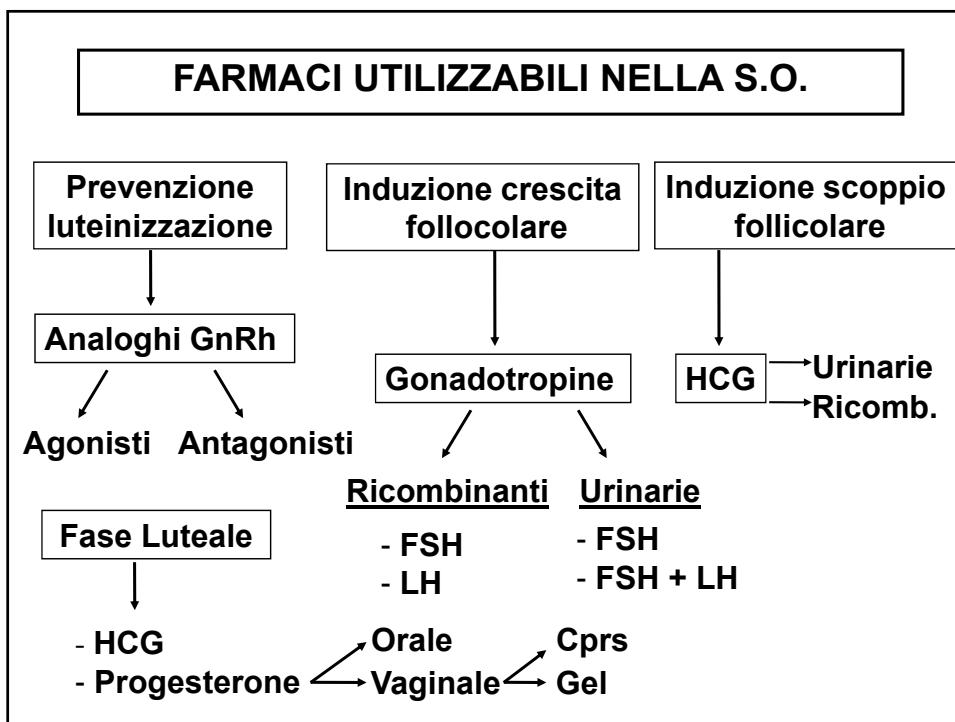 FARMACI UTILIZZABILI NELLA S.O.
Prevenzione
luteinizzazione
Induzione crescita
follocolare
Induzione scoppio
follicolare
Analoghi GnRh
Gonadotropine
HCG
Urinarie
Ricomb.
Agonisti
Antagonisti
Ricombinanti
- FSH
- LH
Urinarie
- FSH
- FSH + LH
Fase Luteale
- HCG
- Progesterone
Orale
Vaginale
Cprs
Gel